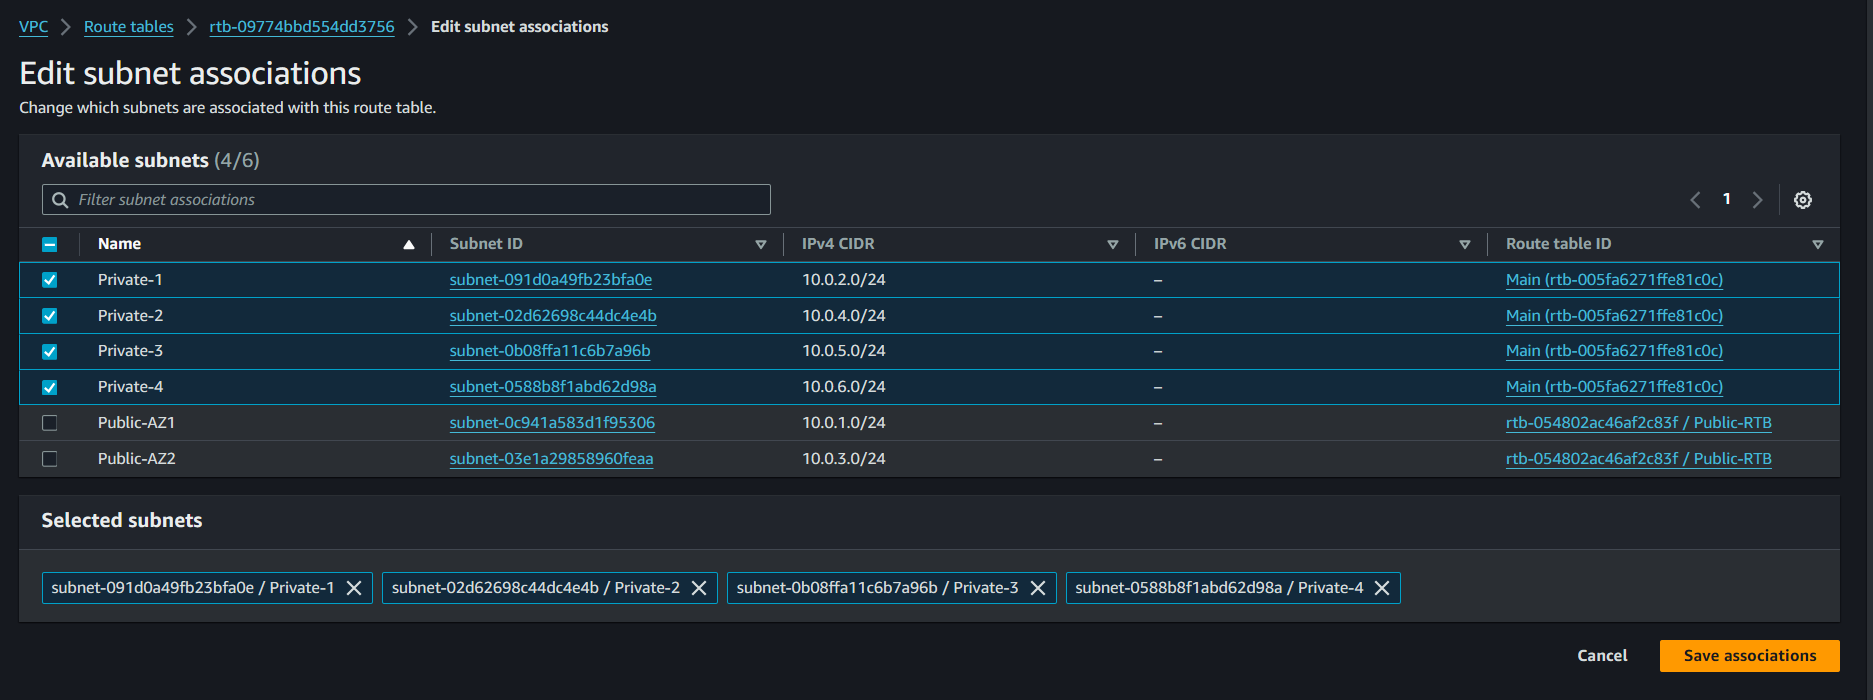 VPC > Route tables > rtb-09774bbd554dd3756 > Edit subnet associations
Edit subnet associations
Change which subnets are associated with this route table.
Available subnets (4/6)
Filter subnet associations
1
Name Subnet ID IPv4 CIDR IPv6 CIDR Route table ID
Private-1 subnet-091d0a49fb23bfa0e 10.0.2.0/24 – Main (rtb-005fa6271ffe81c0c)
Private-2 subnet-02d62698c44dc4e4b 10.0.4.0/24 – Main (rtb-005fa6271ffe81c0c)
Private-3 subnet-0b08ffa11c6b7a96b 10.0.5.0/24 – Main (rtb-005fa6271ffe81c0c)
Private-4 subnet-0588b8f1abd62d98a 10.0.6.0/24 – Main (rtb-005fa6271ffe81c0c)
Public-AZ1 subnet-0c941a583d1f95306 10.0.1.0/24 – rtb-054802ac46af2c83f / Public-RTB
Public-AZ2 subnet-03e1a29858960feaa 10.0.3.0/24 – rtb-054802ac46af2c83f / Public-RTB
Selected subnets
subnet-091d0a49fb23bfa0e / Private-1 subnet-02d62698c44dc4e4b / Private-2 subnet-0b08ffa11c6b7a96b / Private-3 subnet-0588b8f1abd62d98a / Private-4
Cancel Save associations